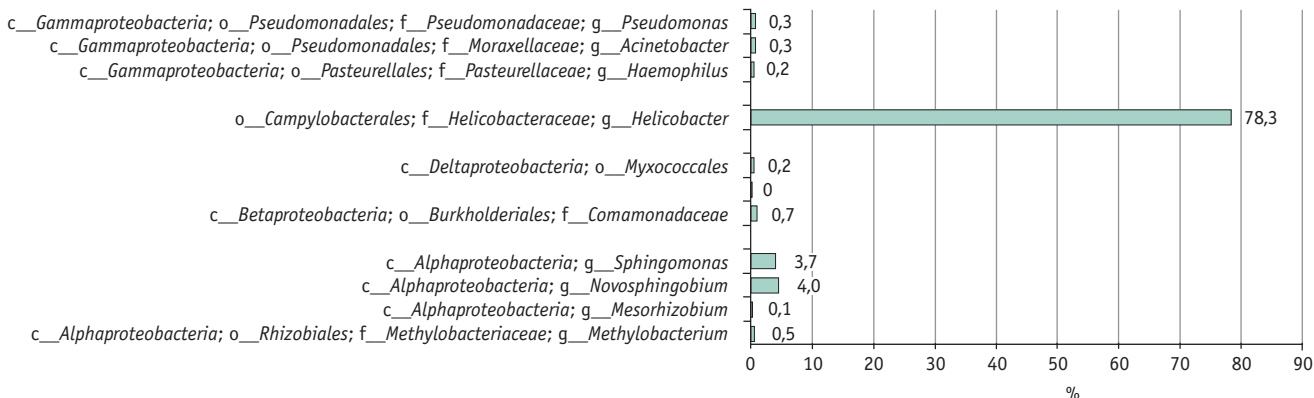 c__Gammaproteobacteria; o__Pseudomonadales; f__Pseudomonadaceae; g__Pseudomonas 0,3
c__Gammaproteobacteria; o__Pseudomonadales; f__Moraxellaceae; g__Acinetobacter 0,3
c__Gammaproteobacteria; o__Pasteurellales; f__Pasteurellaceae; g__Haemophilus 0,2
o__Campylobacterales; f__Helicobacteraceae; g__Helicobacter 78,3
c__Deltaproteobacteria; o__Myxococcales 0,2
0
c__Betaproteobacteria; o__Burkholderiales; f__Comamonadaceae 0,7
c__Alphaproteobacteria; g__Sphingomonas 3,7
c__Alphaproteobacteria; g__Novosphingobium 4,0
c__Alphaproteobacteria; g__Mesorhizobium 0,1
c__Alphaproteobacteria; o__Rhizobiales; f__Methylobacteriaceae; g__Methylobacterium 0,5
0 10 20 30 40 50 60 70 80 90
%